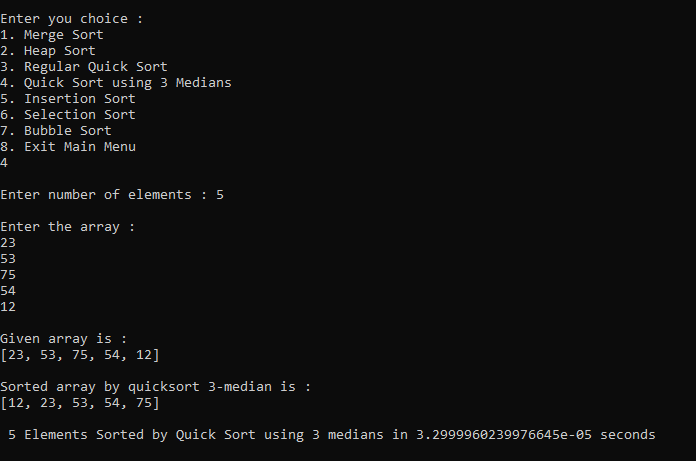 Enter you choice :
1. Merge Sort
2. Heap Sort
3. Regular Quick Sort
4. Quick Sort using 3 Medians
5. Insertion Sort
6. Selection Sort
7. Bubble Sort
8. Exit Main Menu
4
Enter number of elements : 5
Enter the array :
23
53
75
54
12
Given array is :
[23, 53, 75, 54, 12]
Sorted array by quicksort 3-median is :
[12, 23, 53, 54, 75]
5 Elements Sorted by Quick Sort using 3 medians in 3.2999960239976645e-05 seconds